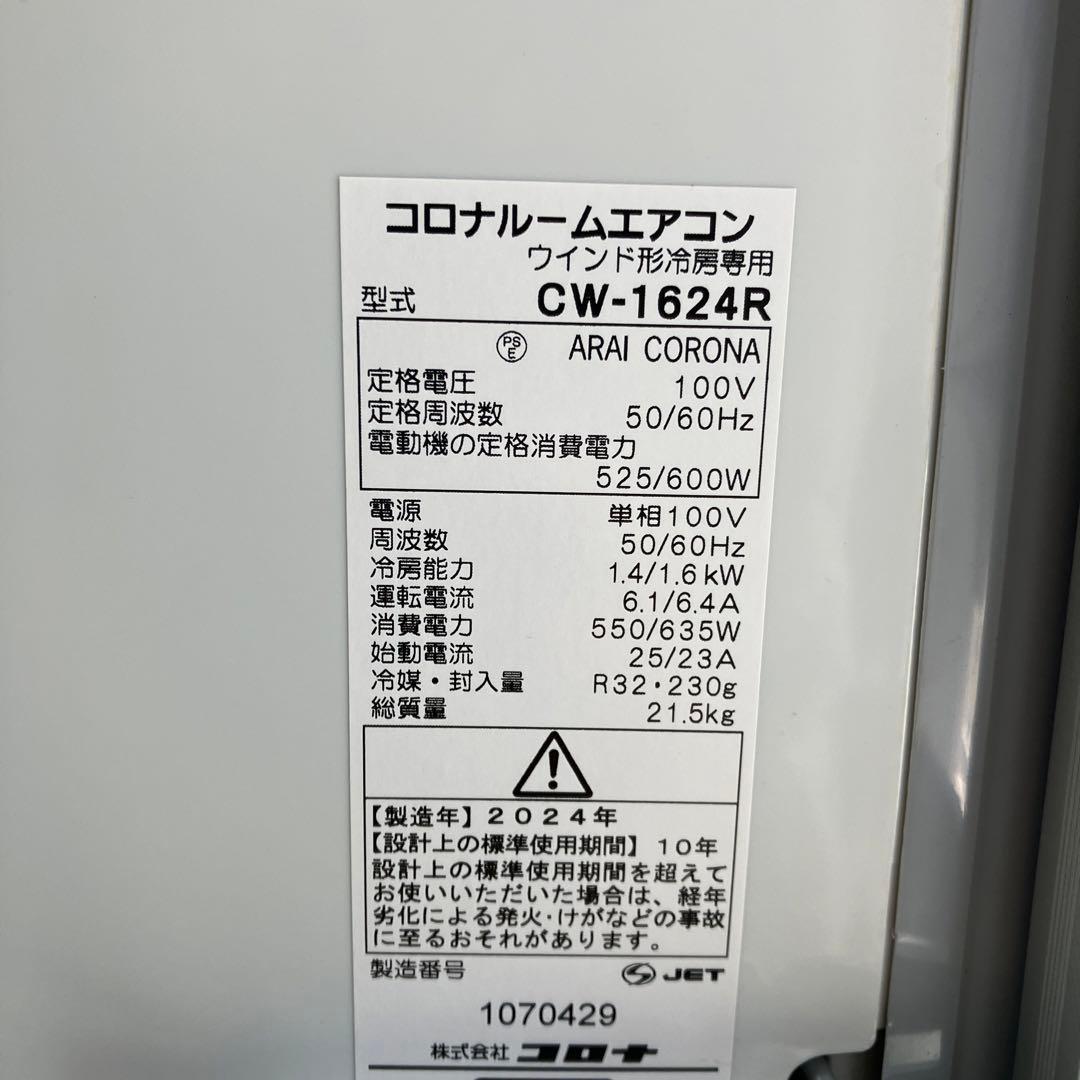 コロナルームエアコン
ウインド形冷房専用
型式 CW-1624R
PSE ARAI CORONA
定格電圧 100V
定格周波数 50/60Hz
電動機の定格消費電力
525/600W
電源 単相100V
周波数 50/60Hz
冷房能力 1.4/1.6kW
運転電流 6.1/6.4A
消費電力 550/635W
始動電流 25/23A
冷媒・封入量 R32・230g
総質量 21.5kg
【製造年】2024年
【設計上の標準使用期間】10年
設計上の標準使用期間を超えて
お使いいただいた場合は、経年
劣化による発火・けがなどの事故
に至るおそれがあります。
製造番号 JET
1070429
株式会社 コロナ